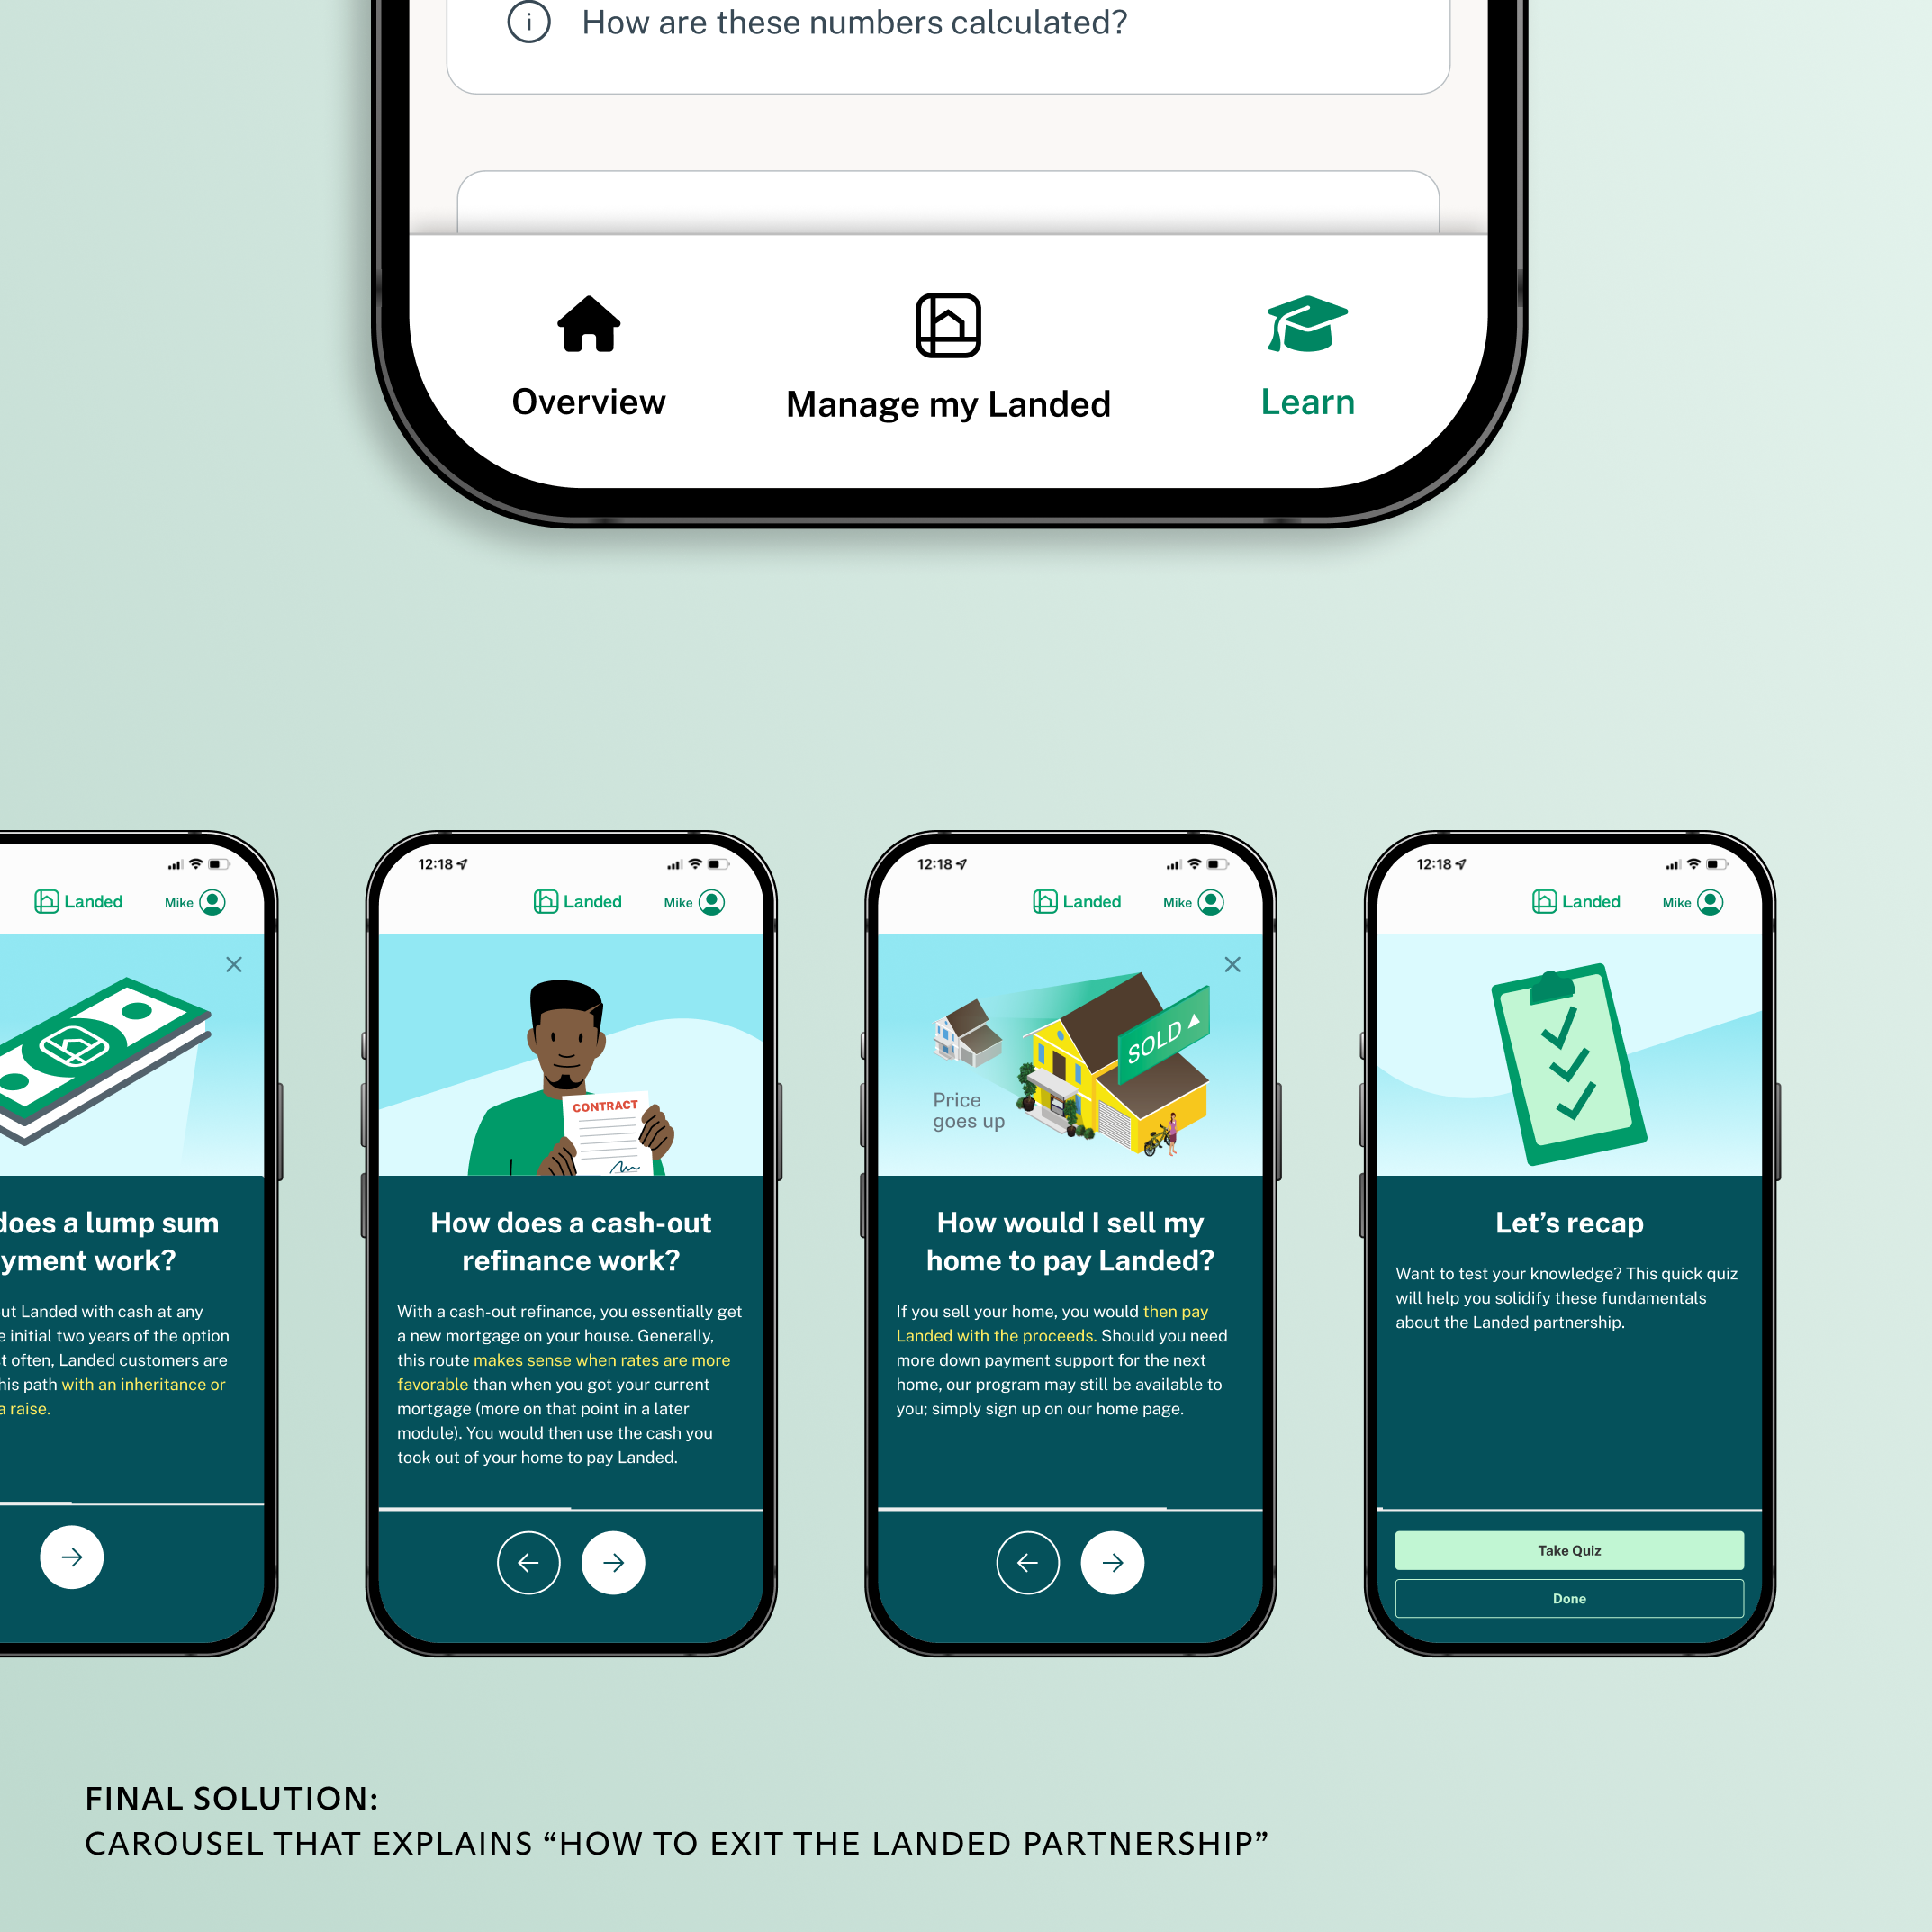 How are these numbers calculated?
Overview
Manage my Landed
Learn
Landed
Mike
does a lump sum
yment work?
ut Landed with cash at any
e initial two years of the option
t often, Landed customers are
his path with an inheritance or
a raise.
12:18
Landed
Mike
CONTRACT
How does a cash-out
refinance work?
With a cash-out refinance, you essentially get
a new mortgage on your house. Generally,
this route makes sense when rates are more
favorable than when you got your current
mortgage (more on that point in a later
module). You would then use the cash you
took out of your home to pay Landed.
12:18
Landed
Mike
SOLD
Price
goes up
How would I sell my
home to pay Landed?
If you sell your home, you would then pay
Landed with the proceeds. Should you need
more down payment support for the next
home, our program may still be available to
you; simply sign up on our home page.
12:18
Landed
Mike
Let’s recap
Want to test your knowledge? This quick quiz
will help you solidify these fundamentals
about the Landed partnership.
Take Quiz
Done
FINAL SOLUTION:
CAROUSEL THAT EXPLAINS “HOW TO EXIT THE LANDED PARTNERSHIP”